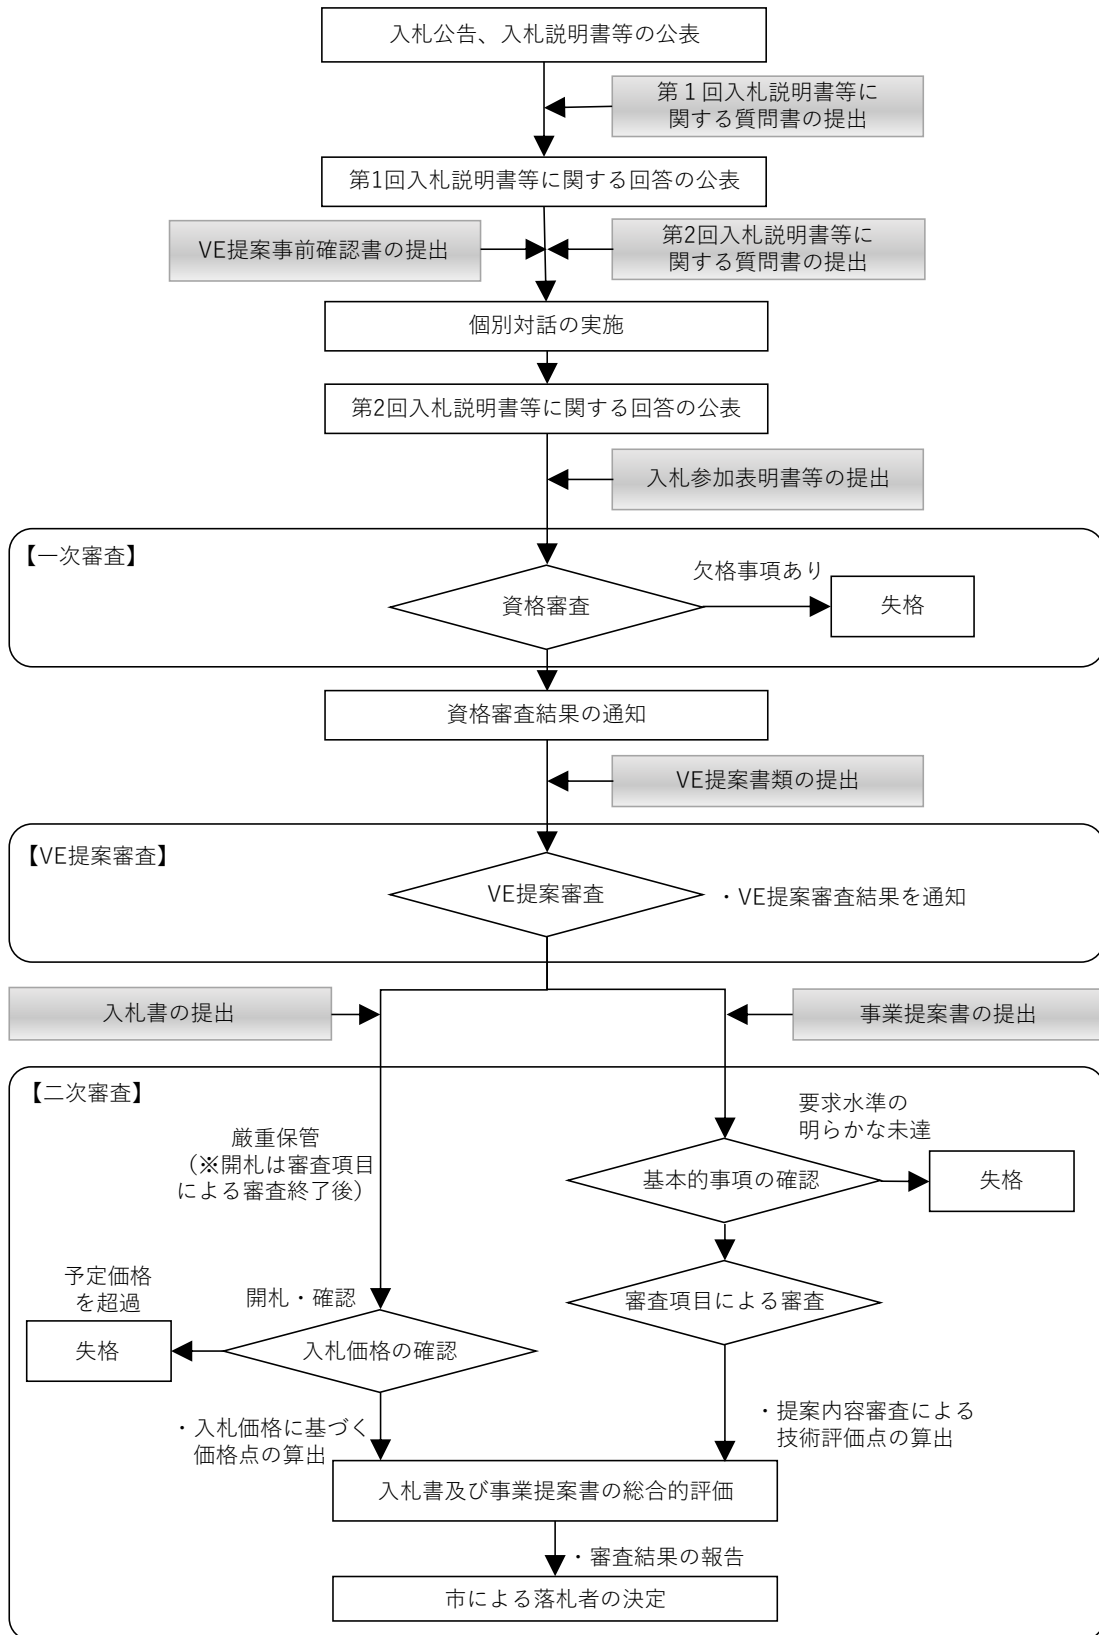 入札公告、入札説明書等の公表
第１回入札説明書等に
関する質問書の提出
第1回入札説明書等に関する回答の公表
VE提案事前確認書の提出
第2回入札説明書等に
関する質問書の提出
個別対話の実施
第2回入札説明書等に関する回答の公表
入札参加表明書等の提出
【一次審査】
欠格事項あり
資格審査
失格
資格審査結果の通知
VE提案書類の提出
【VE提案審査】
VE提案審査
・VE提案審査結果を通知
入札書の提出
事業提案書の提出
【二次審査】
要求水準の
明らかな未達
厳重保管
（※開札は審査項目
による審査終了後）
基本的事項の確認
失格
予定価格
を超過
開札・確認
審査項目による審査
失格
入札価格の確認
・入札価格に基づく
価格点の算出
・提案内容審査による
技術評価点の算出
入札書及び事業提案書の総合的評価
・審査結果の報告
市による落札者の決定